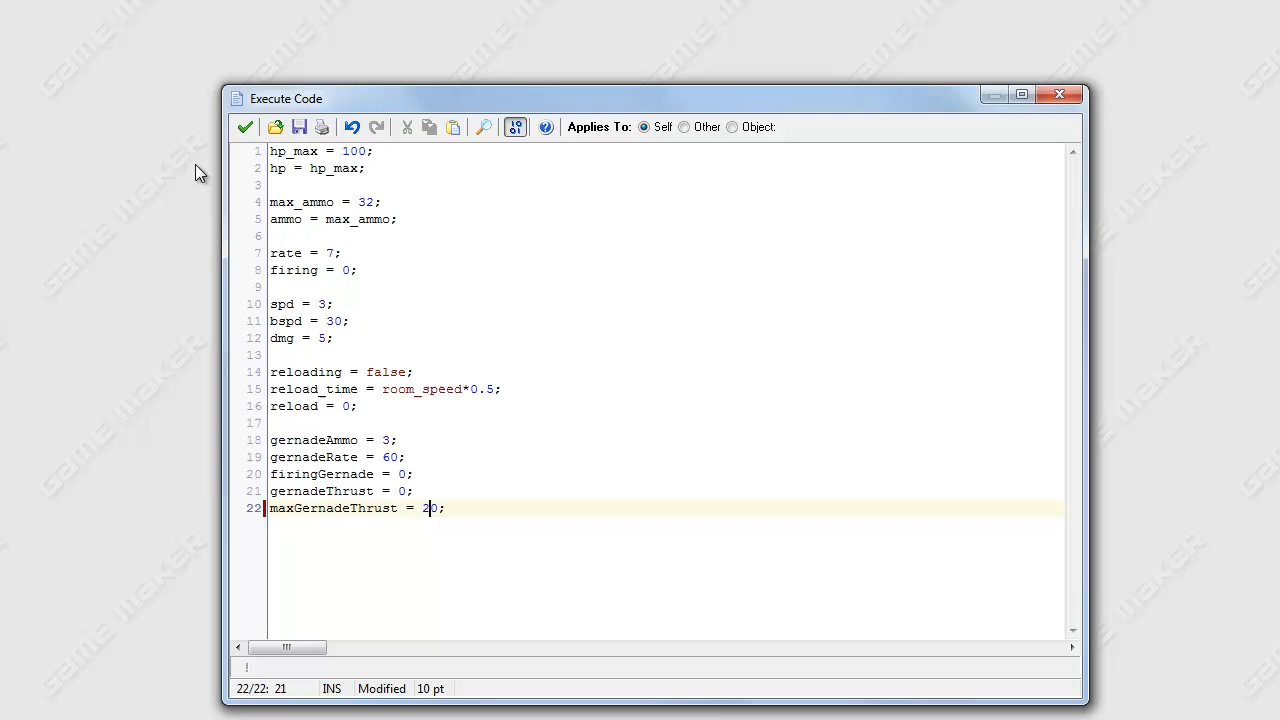 Execute Code
Applies To: Self Other Object:
1 hp_max = 100;
2 hp = hp_max;
3
4 max_ammo = 32;
5 ammo = max_ammo;
6
7 rate = 7;
8 firing = 0;
9
10 spd = 3;
11 bspd = 30;
12 dmg = 5;
13
14 reloading = false;
15 reload_time = room_speed*0.5;
16 reload = 0;
17
18 gernadeAmmo = 3;
19 gernadeRate = 60;
20 firingGernade = 0;
21 gernadeThrust = 0;
22 maxGernadeThrust = 20;
!
22/22: 21 INS Modified 10 pt
GAME MAKER